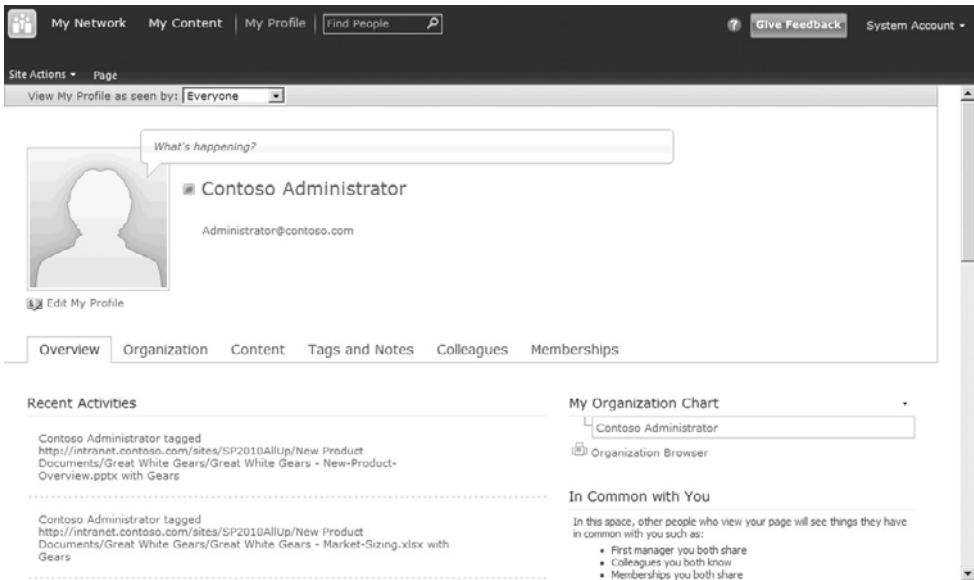 My Network My Content My Profile Find People Give Feedback System Account
Site Actions Page
View My Profile as seen by: Everyone
What's happening?
Contoso Administrator
Administrator@contoso.com
Edit My Profile
Overview Organization Content Tags and Notes Colleagues Memberships
Recent Activities
Contoso Administrator tagged
http://intranet.contoso.com/sites/SP2010AllUp/New Product
Documents/Great White Gears/Great White Gears - New-Product-
Overview.pptx with Gears
Contoso Administrator tagged
http://intranet.contoso.com/sites/SP2010AllUp/New Product
Documents/Great White Gears/Great White Gears - Market-Sizing.xlsx with
Gears
My Organization Chart
Contoso Administrator
Organization Browser
In Common with You
In this space, other people who view your page will see things they have
in common with you such as:
• First manager you both share
• Colleagues you both know
• Memberships you both share